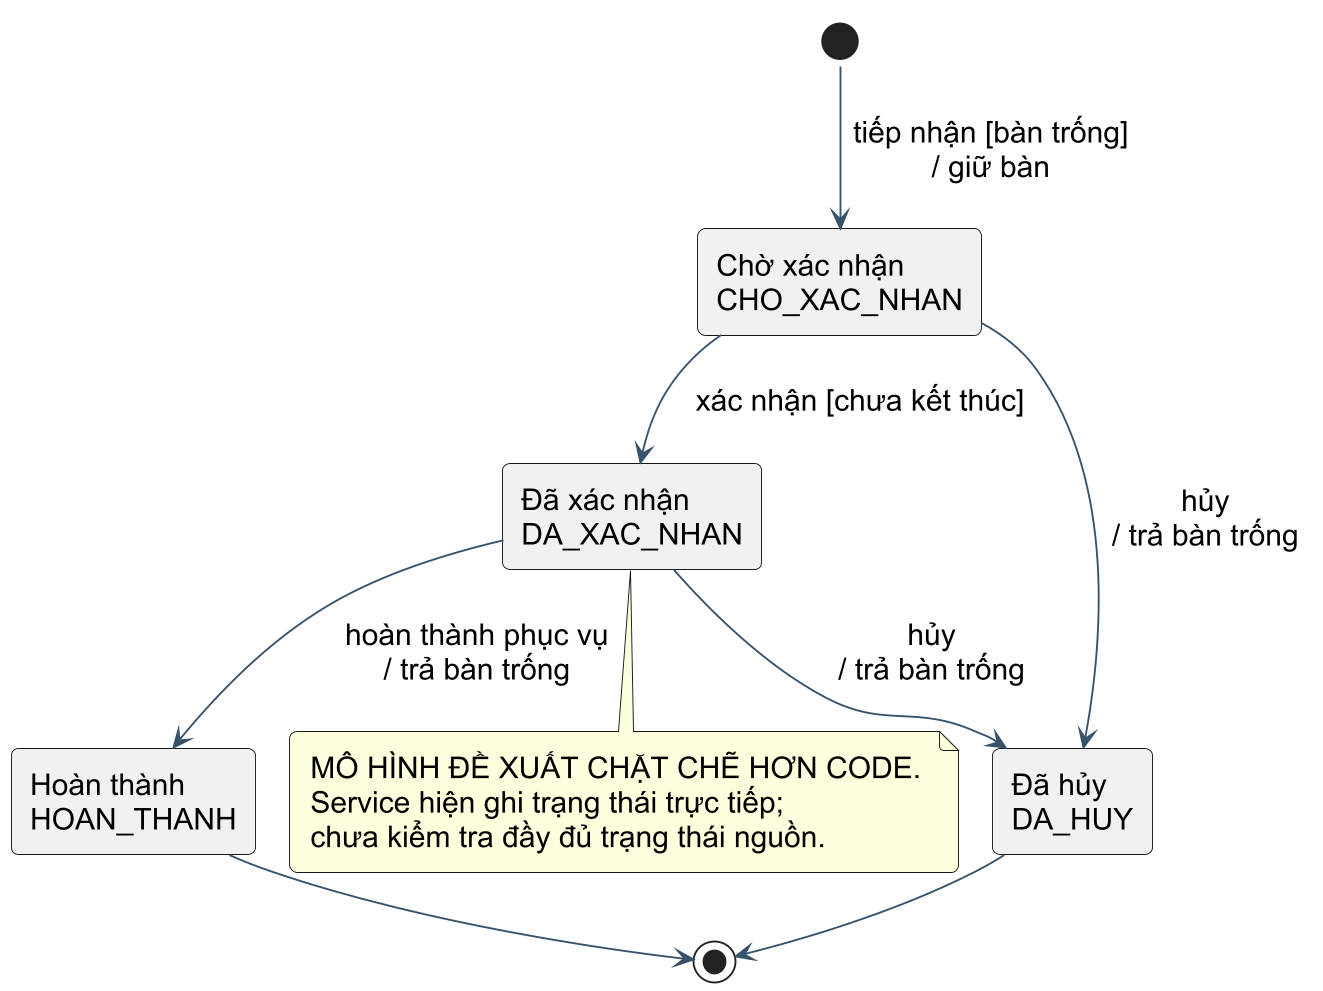 tiếp nhận [bàn trống]
/ giữ bàn
Chờ xác nhận
CHO_XAC_NHAN
xác nhận [chưa kết thúc]
Đã xác nhận
DA_XAC_NHAN
hủy
/ trả bàn trống
hoàn thành phục vụ
/ trả bàn trống
hủy
/ trả bàn trống
Hoàn thành
HOAN_THANH
MÔ HÌNH ĐỀ XUẤT CHẶT CHẼ HƠN CODE.
Service hiện ghi trạng thái trực tiếp;
chưa kiểm tra đầy đủ trạng thái nguồn.
Đã hủy
DA_HUY